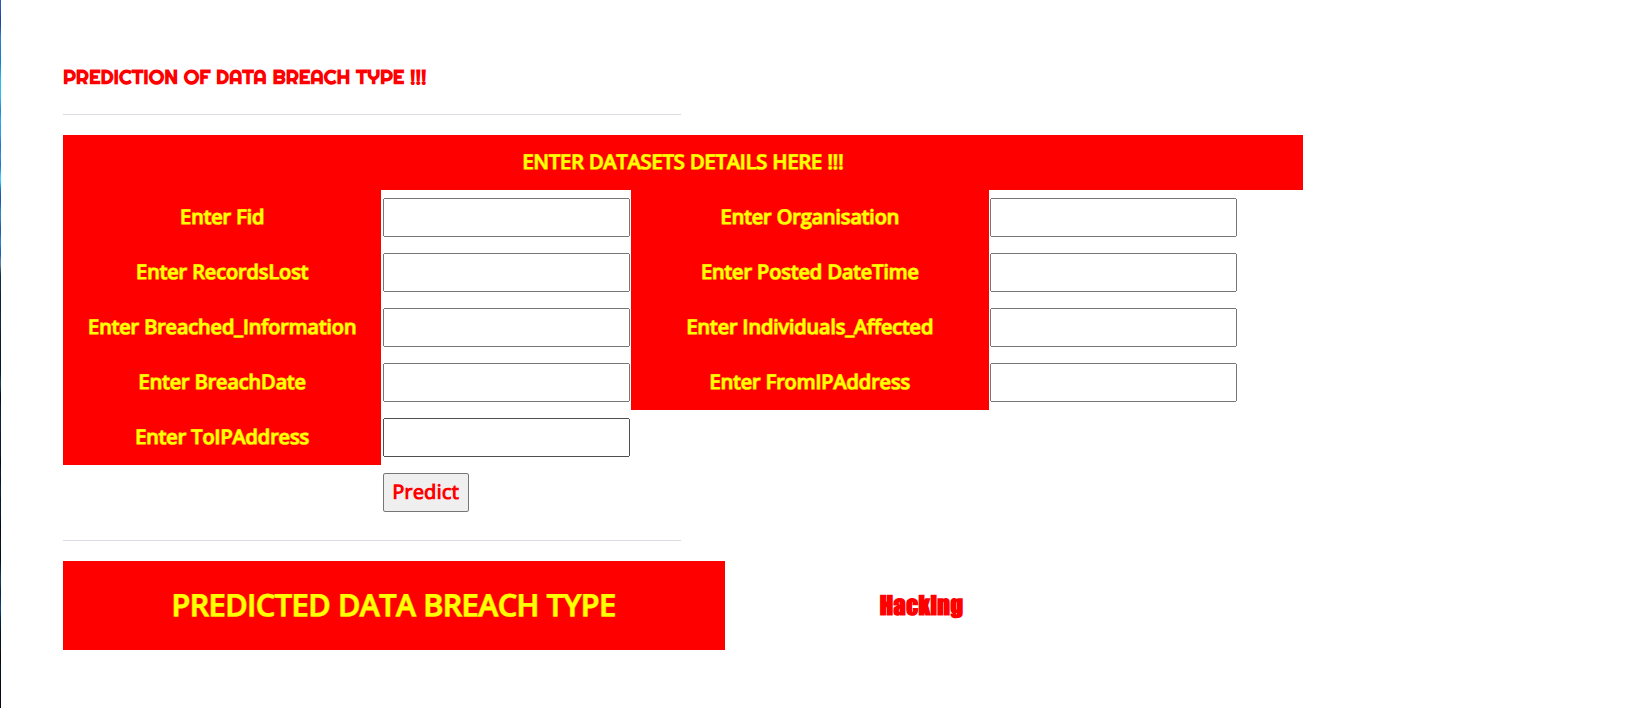 PREDICTION OF DATA BREACH TYPE !!!
ENTER DATASETS DETAILS HERE !!!
Enter Fid
Enter Organisation
Enter RecordsLost
Enter Posted DateTime
Enter Breached_Information
Enter Individuals_Affected
Enter BreachDate
Enter FromIPAddress
Enter ToIPAddress
Predict
PREDICTED DATA BREACH TYPE
Hacking